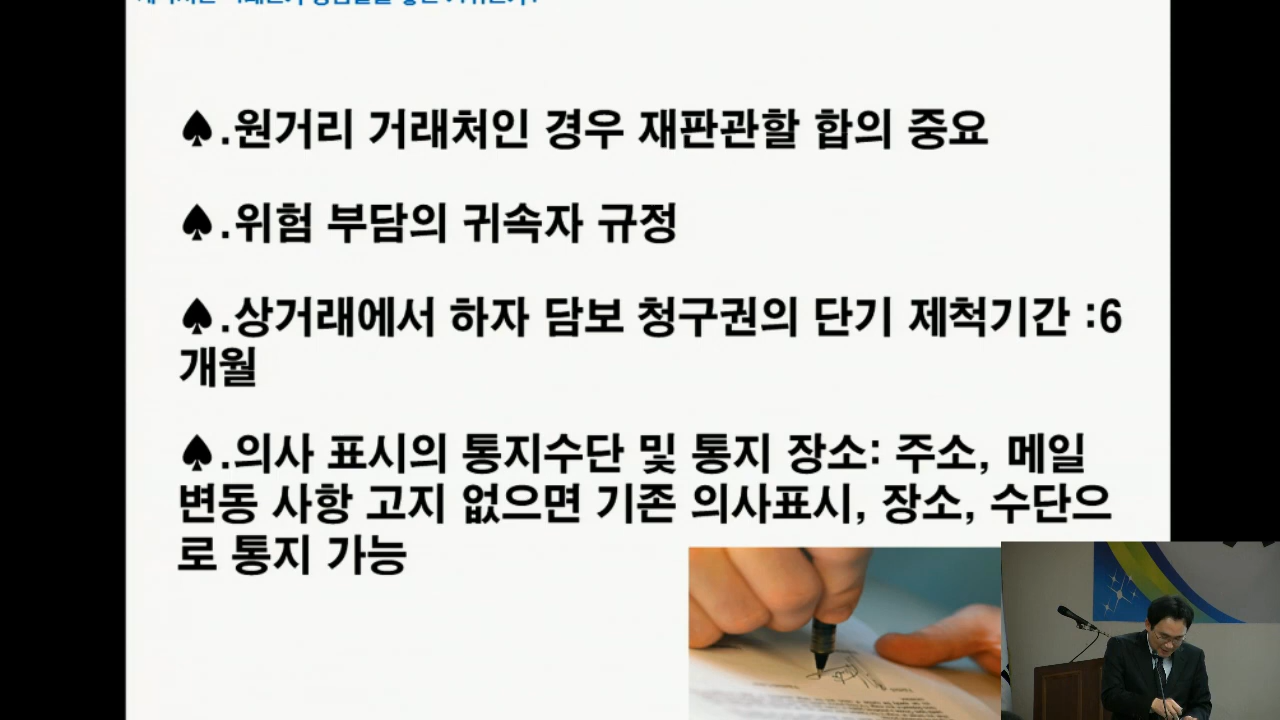 ♠.원거리 거래처인 경우 재판관할 합의 중요
♠.위험 부담의 귀속자 규정
♠.상거래에서 하자 담보 청구권의 단기 제척기간 :6
개월
♠.의사 표시의 통지수단 및 통지 장소: 주소, 메일
변동 사항 고지 없으면 기존 의사표시, 장소, 수단으
로 통지 가능